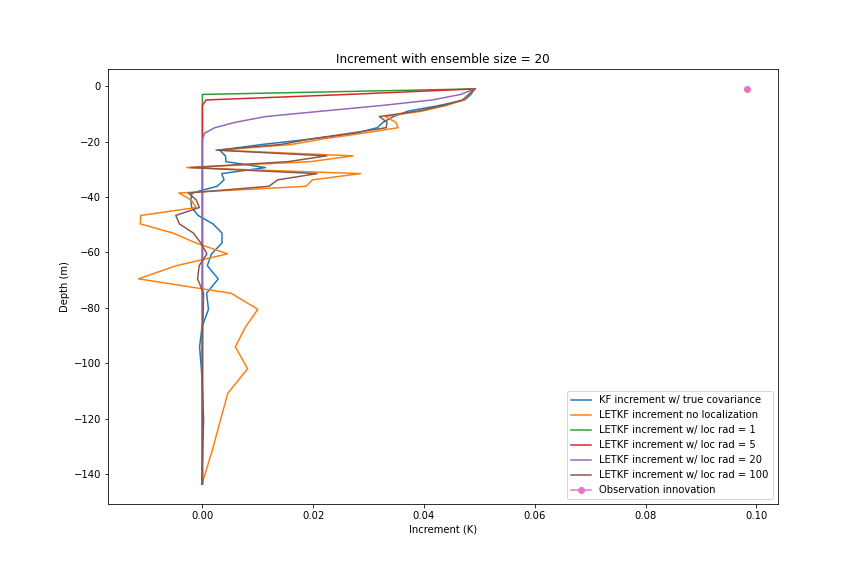 Increment with ensemble size = 20
0
−20
−40
−60
−80
−100
−120
−140
Depth (m)
0.00
0.02
0.04
0.06
0.08
0.10
Increment (K)
KF increment w/ true covariance
LETKF increment no localization
LETKF increment w/ loc rad = 1
LETKF increment w/ loc rad = 5
LETKF increment w/ loc rad = 20
LETKF increment w/ loc rad = 100
Observation innovation